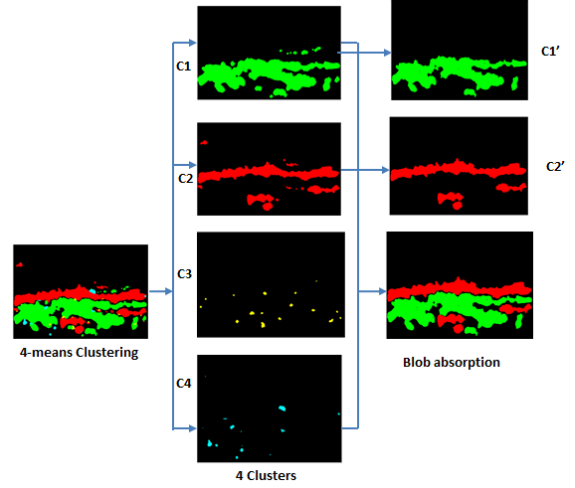 C1
C1’
C2
C2’
C3
4-means Clustering
Blob absorption
C4
4 Clusters